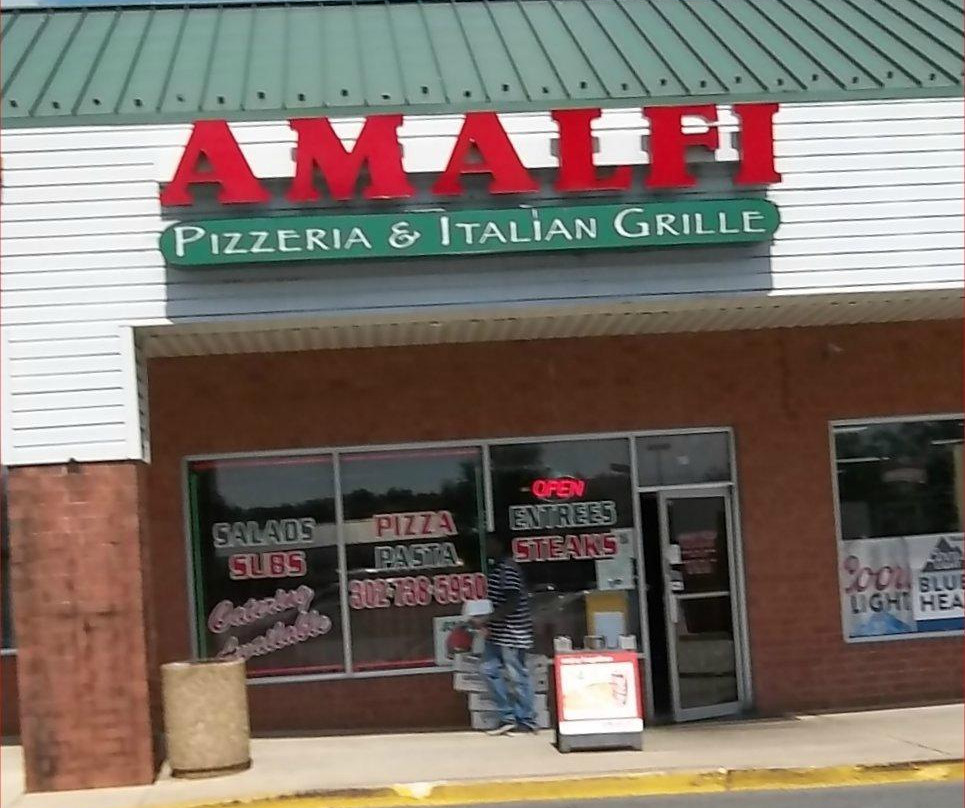 AMALFI
PIZZERIA & ITALIAN GRILLE
OPEN
SALADS
SUBS
Catering
Available
PIZZA
PASTA
302-738-5950
ENTREES
STEAKS
LIGHT
BLUE